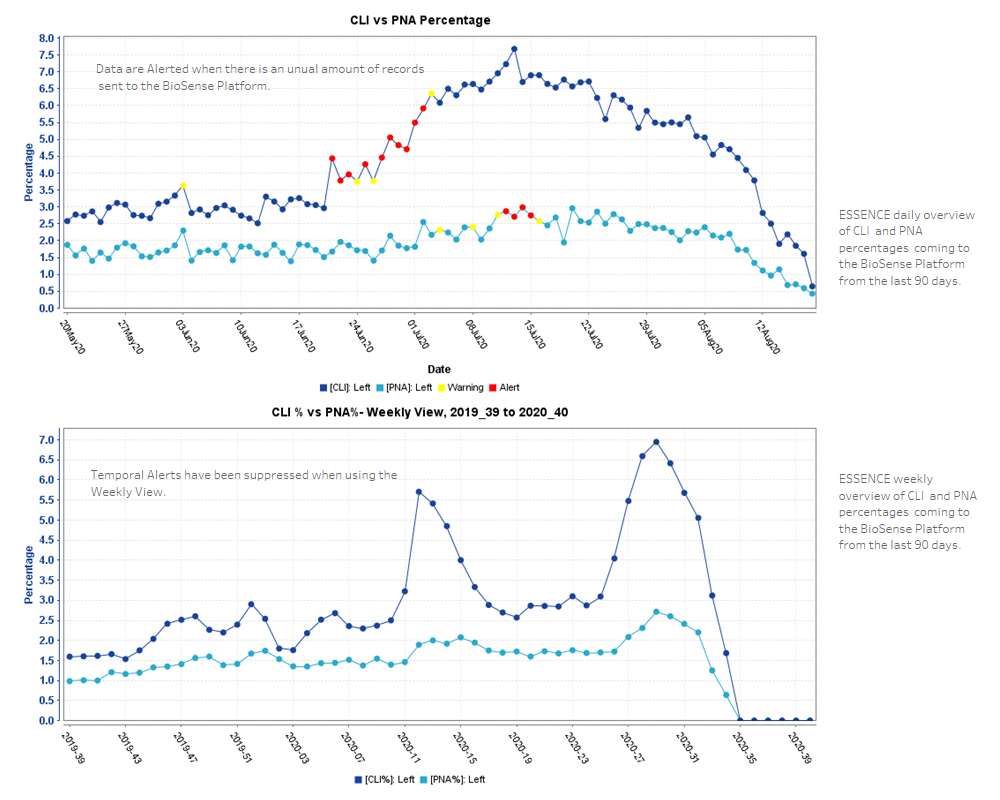 CLI vs PNA Percentage
8.0
7.5
7.0
6.5
6.0
5.5
5.0
4.5
4.0
3.5
3.0
2.5
2.0
1.5
1.0
0.5
0.0
Percentage
Data are Alerted when there is an unual amount of records
sent to the BioSense Platform.
20May20
27May20
03Jun20
10Jun20
17Jun20
24Jun20
01Jul20
08Jul20
15Jul20
22Jul20
29Jul20
05Aug20
12Aug20
Date
[CLI]: Left [PNA]: Left Warning Alert
ESSENCE daily overview
of CLI and PNA
percentages coming to
the BioSense Platform
from the last 90 days.
CLI % vs PNA%- Weekly View, 2019_39 to 2020_40
7.0
6.5
6.0
5.5
5.0
4.5
4.0
3.5
3.0
2.5
2.0
1.5
1.0
0.5
0.0
Percentage
Temporal Alerts have been suppressed when using the
Weekly View.
2019-39
2019-43
2019-47
2019-51
2020-03
2020-07
2020-11
2020-15
2020-19
2020-23
2020-27
2020-31
2020-35
2020-39
[CLI%]: Left [PNA%]: Left
ESSENCE weekly
overview of CLI and PNA
percentages coming to
the BioSense Platform
from the last 90 days.